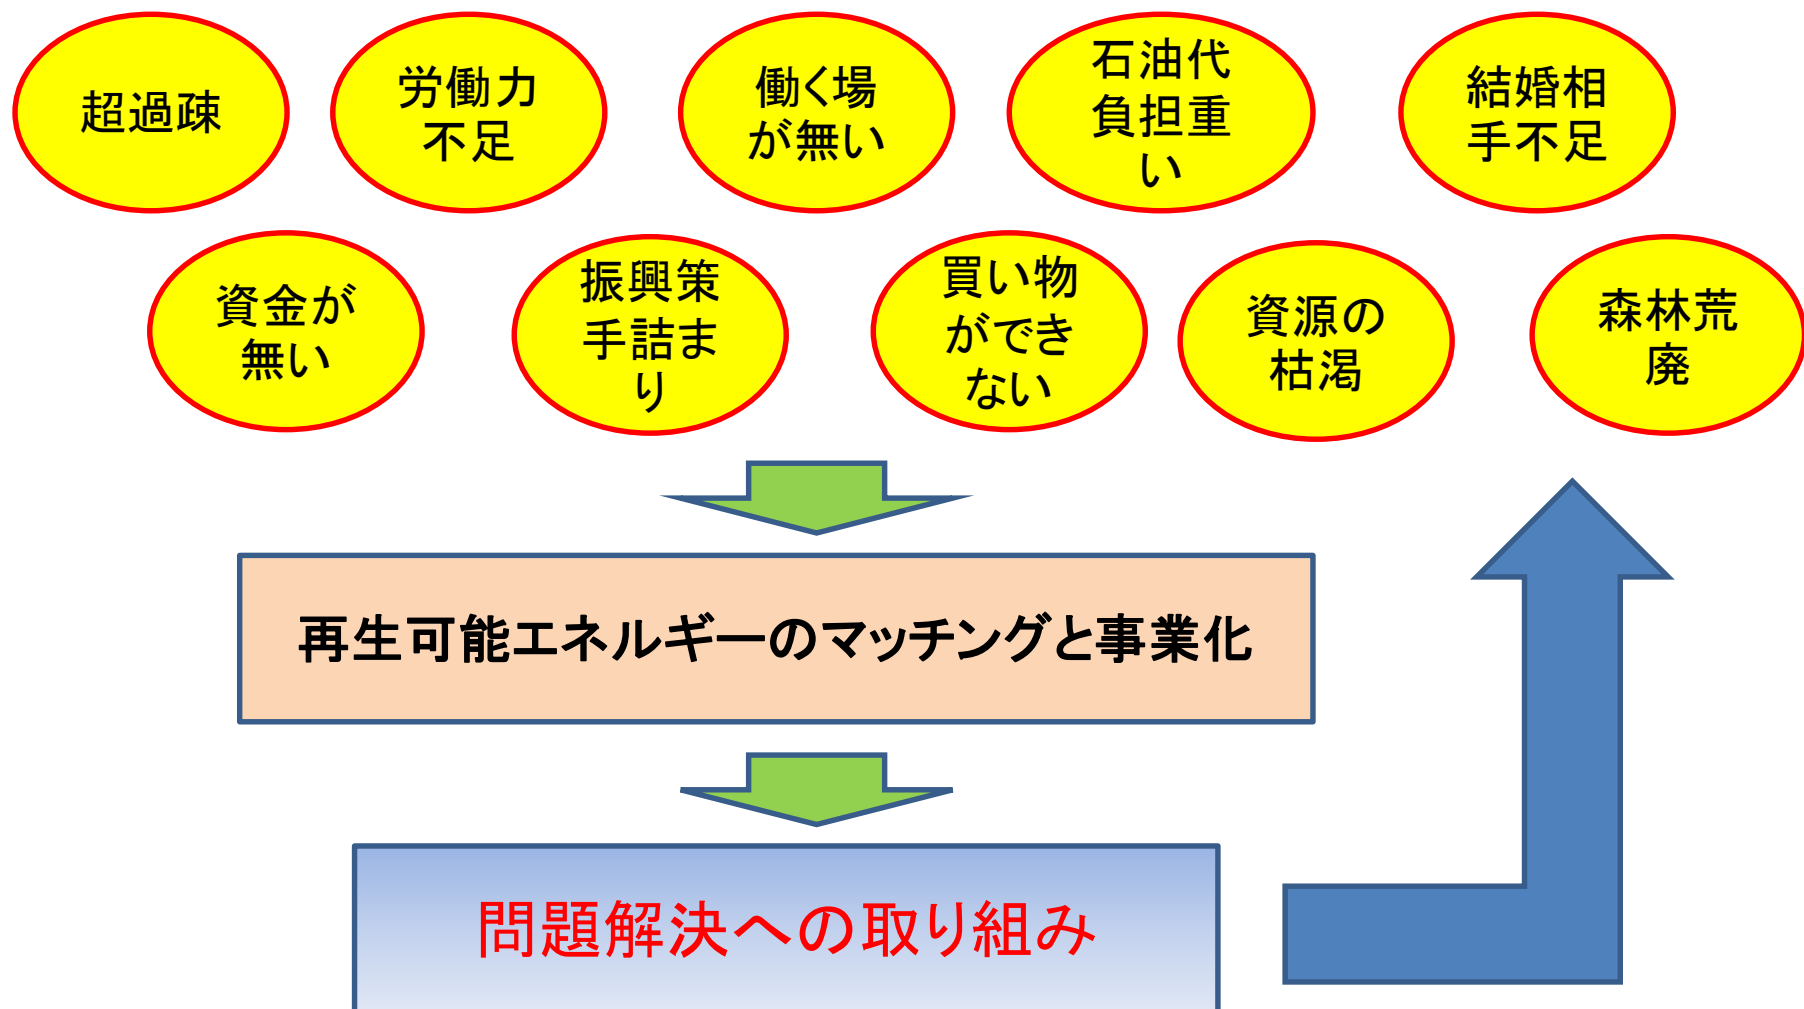 超過疎
労働力
不足
働く場
が無い
石油代
負担重
い
結婚相
手不足
資金が
無い
振興策
手詰ま
り
買い物
ができ
ない
資源の
枯渇
森林荒
廃
再生可能エネルギーのマッチングと事業化
問題解決への取り組み